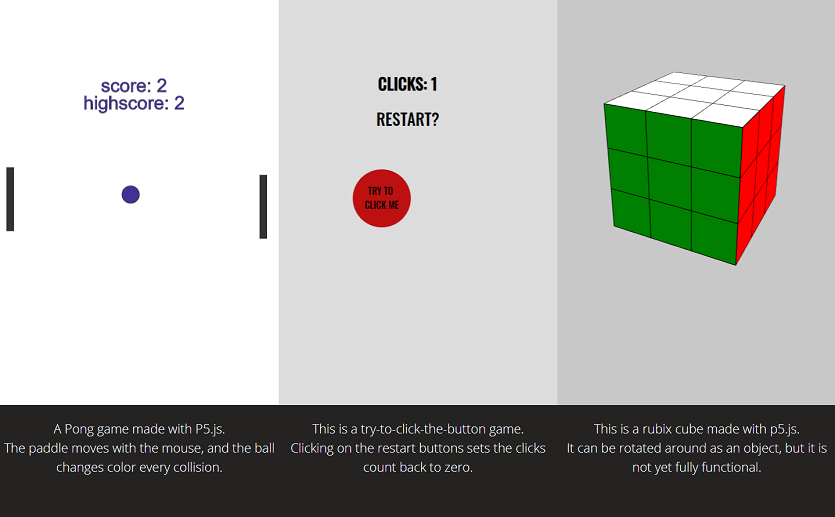 score: 2
highscore: 2
CLICKS: 1
RESTART?
TRY TO
CLICK ME
A Pong game made with P5.js.
The paddle moves with the mouse, and the ball
changes color every collision.
This is a try-to-click-the-button game.
Clicking on the restart buttons sets the clicks
count back to zero.
This is a rubix cube made with p5.js.
It can be rotated around as an object, but it is
not yet fully functional.